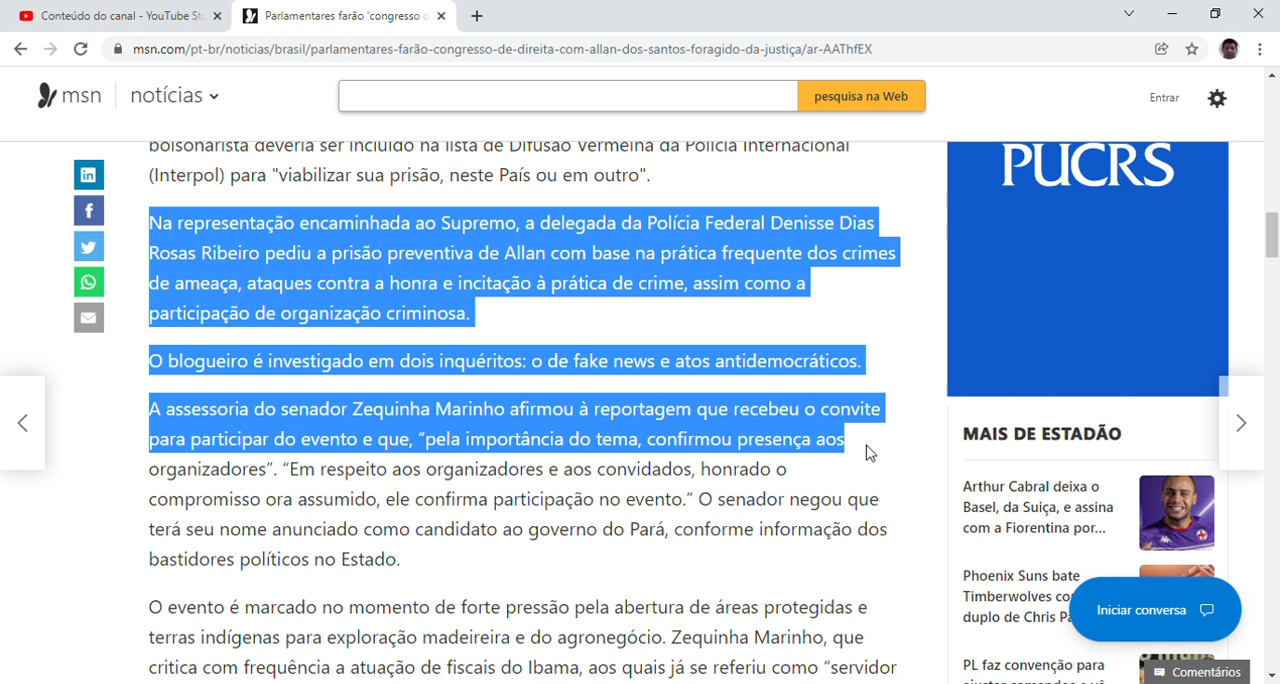 Conteúdo do canal - YouTube St
Parlamentares farão 'congresso d
msn.com/pt-br/noticias/brasil/parlamentares-farão-congresso-de-direita-com-allan-dos-santos-foragido-da-justiça/ar-AAThfEX
msn
notícias
pesquisa na Web
Entrar
bolsonarista deveria ser incluído na lista de Difusão Vermelha da Polícia Internacional
(Interpol) para "viabilizar sua prisão, neste País ou em outro".
Na representação encaminhada ao Supremo, a delegada da Polícia Federal Denisse Dias
Rosas Ribeiro pediu a prisão preventiva de Allan com base na prática frequente dos crimes
de ameaça, ataques contra a honra e incitação à prática de crime, assim como a
participação de organização criminosa.
O blogueiro é investigado em dois inquéritos: o de fake news e atos antidemocráticos.
A assessoria do senador Zequinha Marinho afirmou à reportagem que recebeu o convite
para participar do evento e que, “pela importância do tema, confirmou presença aos
organizadores”. “Em respeito aos organizadores e aos convidados, honrado o
compromisso ora assumido, ele confirma participação no evento.” O senador negou que
terá seu nome anunciado como candidato ao governo do Pará, conforme informação dos
bastidores políticos no Estado.
O evento é marcado no momento de forte pressão pela abertura de áreas protegidas e
terras indígenas para exploração madeireira e do agronegócio. Zequinha Marinho, que
critica com frequência a atuação de fiscais do Ibama, aos quais já se referiu como “servidor
PUCRS
MAIS DE ESTADÃO
Arthur Cabral deixa o
Basel, da Suíça, e assina
com a Fiorentina por...
Phoenix Suns bate
Timberwolves co
duplo de Chris Pa
Iniciar conversa
PL faz convenção para
Comentários